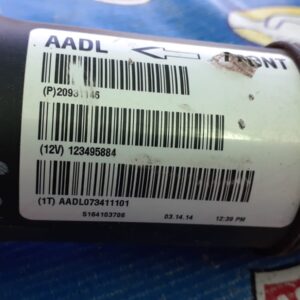 AADL FRONT
(P)20931146
(12V) 123495884
(1T) AADL073411101
S164103708 03.14.14 12:39 PM